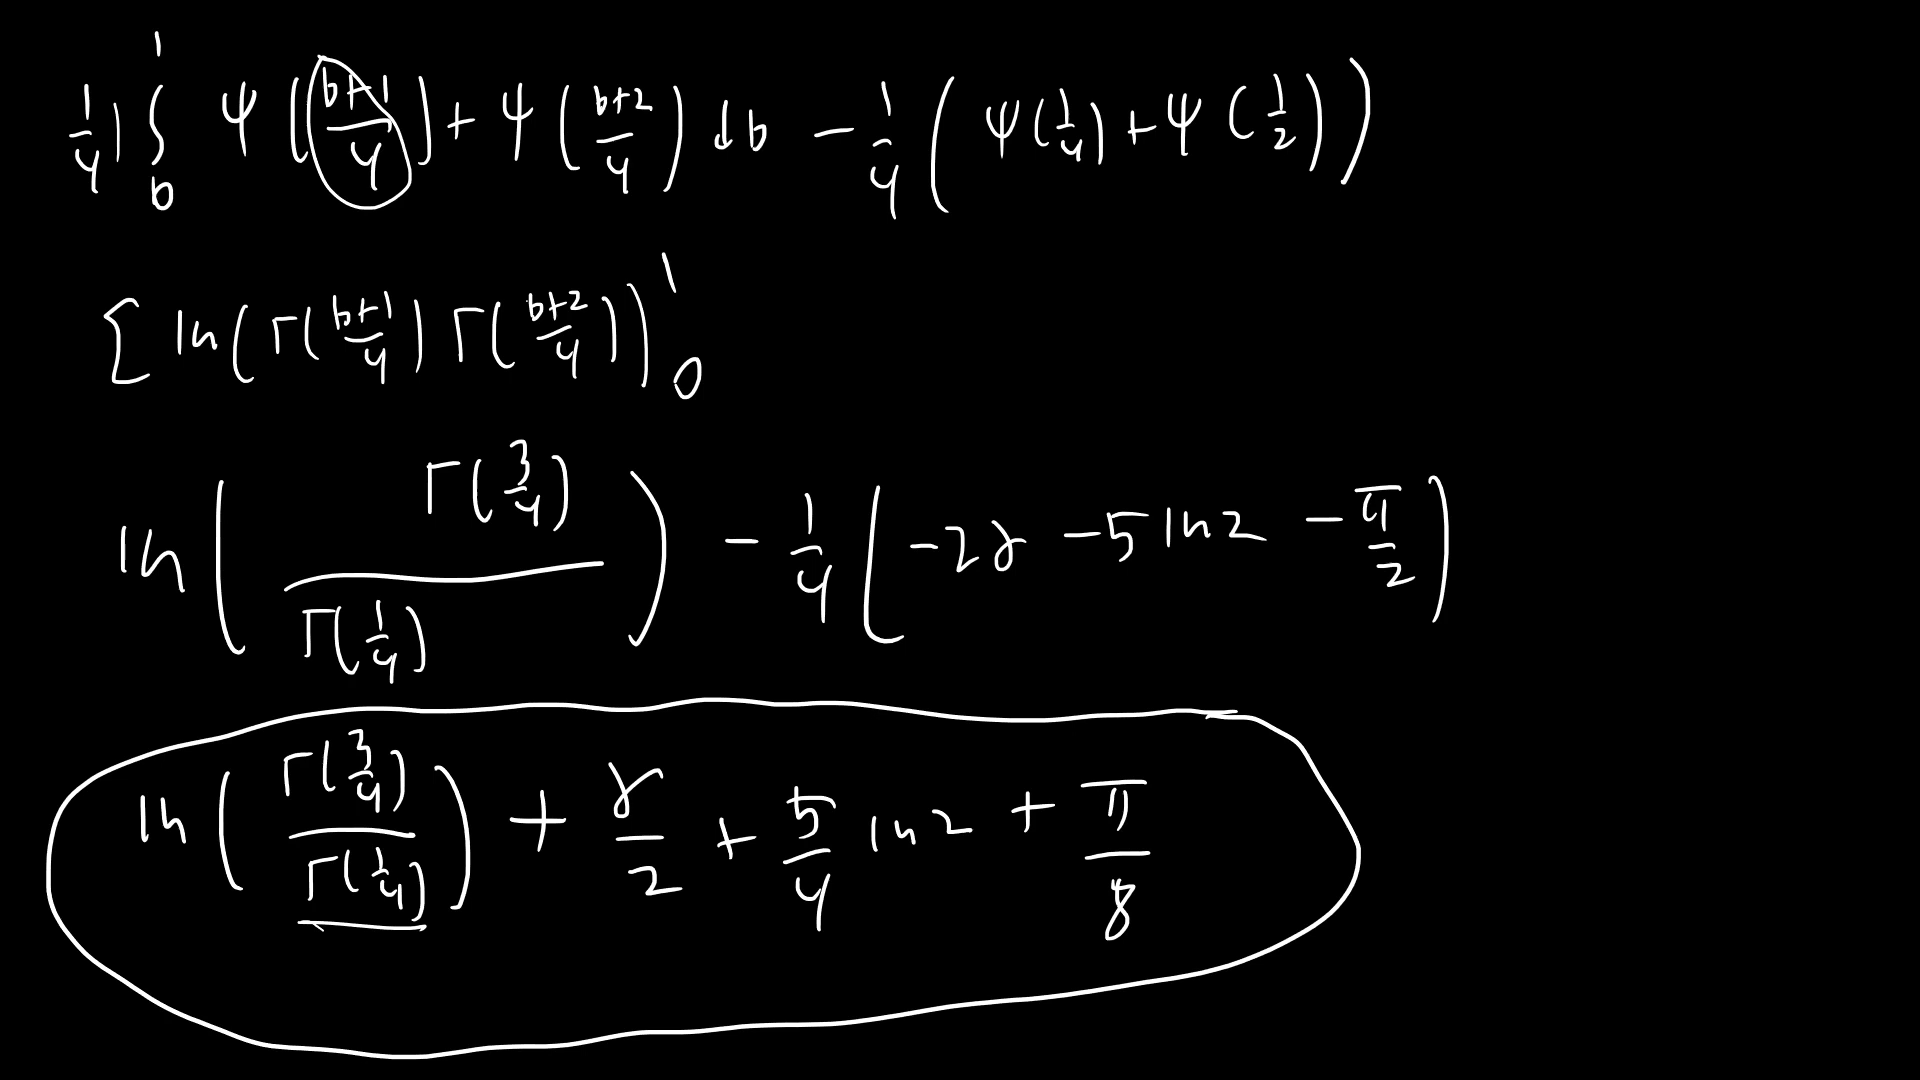 1/4 ∫₀¹ ψ((b+1)/4) + ψ((b+2)/4) db − 1/4 (ψ(1/4) + ψ(1/2))
[ln(Γ((b+1)/4) Γ((b+2)/4))]₀¹
ln(Γ(3/4) / Γ(1/4)) − 1/4 (−2γ − 5 ln 2 − π/2)
ln(Γ(3/4) / Γ(1/4)) + γ/2 + 5/4 ln 2 + π/8